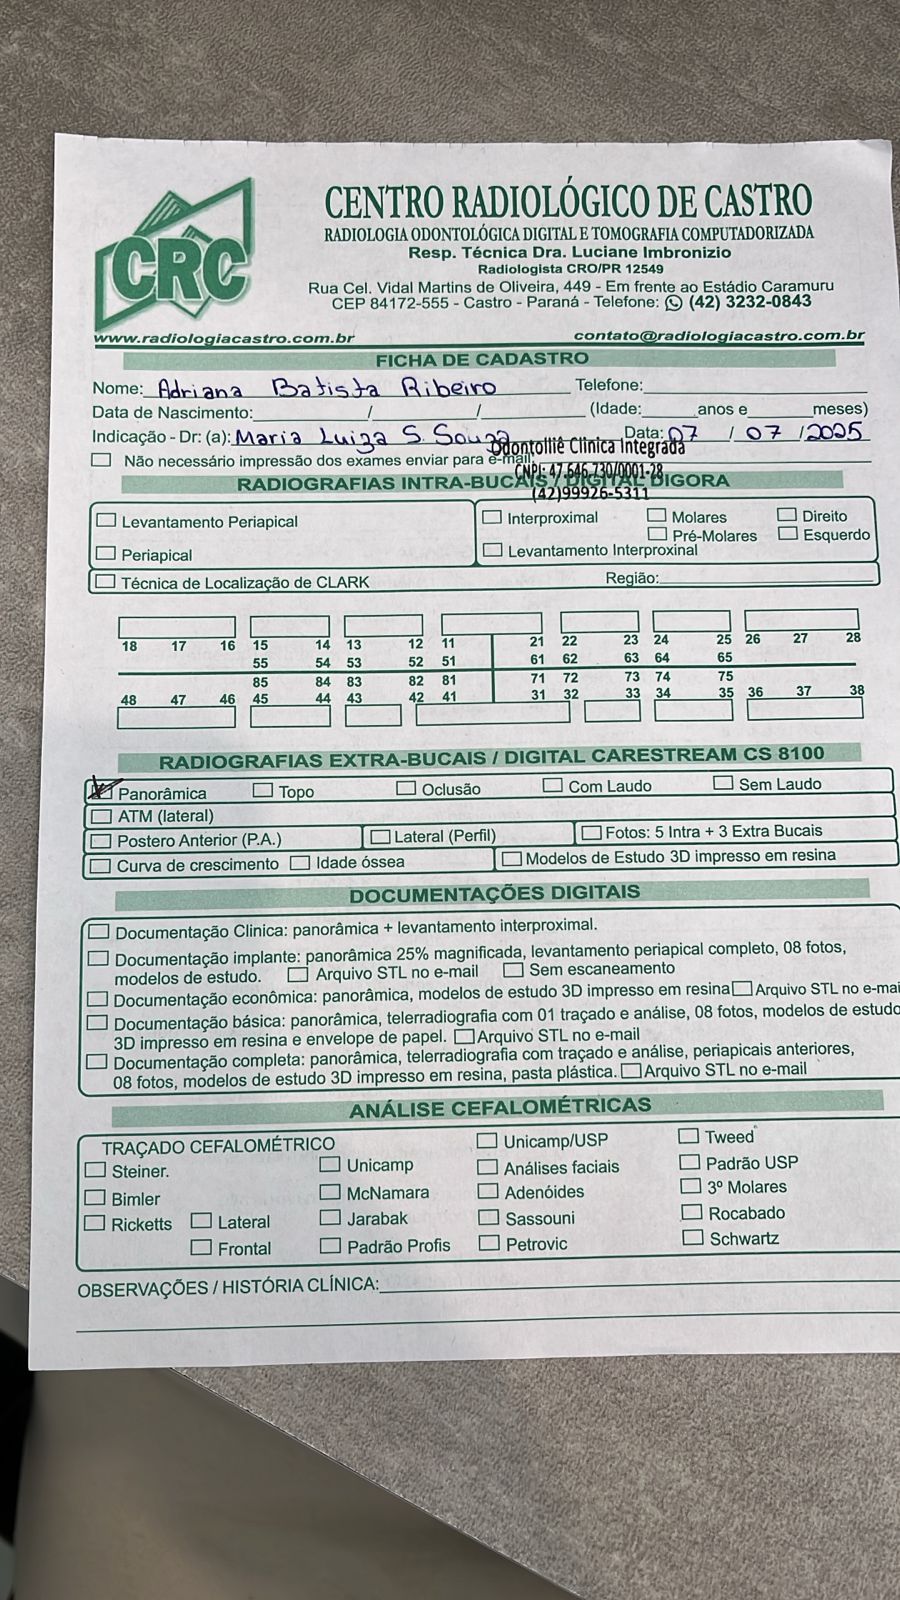 CRC
CENTRO RADIOLÓGICO DE CASTRO
RADIOLOGIA ODONTOLÓGICA DIGITAL E TOMOGRAFIA COMPUTADORIZADA
Resp. Técnica Dra. Luciane Imbronizio
Radiologista CRO/PR 12549
Rua Cel. Vidal Martins de Oliveira, 449 - Em frente ao Estádio Caramuru
CEP 84172-555 - Castro - Paraná - Telefone: (42) 3232-0843
www.radiologiacastro.com.br contato@radiologiacastro.com.br
FICHA DE CADASTRO
Nome: Adriana Batista Ribeiro Telefone:
Data de Nascimento: / / (Idade: anos e meses)
Indicação - Dr: (a): Maria Luiza S. Souza Data: 07 / 07 / 2025
Odontolliê Clinica Integrada
Não necessário impressão dos exames enviar para e-mail:
CNPJ: 47.646.730/0001-28
RADIOGRAFIAS INTRA-BUCAIS / DIGITAL DIGORA
(42)99926-5311
Levantamento Periapical
Interproximal Molares Direito
Pré-Molares Esquerdo
Periapical
Levantamento Interproxinal
Técnica de Localização de CLARK Região:
18 17 16 15 14 13 12 11 21 22 23 24 25 26 27 28
55 54 53 52 51 61 62 63 64 65
85 84 83 82 81 71 72 73 74 75
48 47 46 45 44 43 42 41 31 32 33 34 35 36 37 38
RADIOGRAFIAS EXTRA-BUCAIS / DIGITAL CARESTREAM CS 8100
Panorâmica Topo Oclusão Com Laudo Sem Laudo
ATM (lateral)
Postero Anterior (P.A.) Lateral (Perfil) Fotos: 5 Intra + 3 Extra Bucais
Curva de crescimento Idade óssea Modelos de Estudo 3D impresso em resina
DOCUMENTAÇÕES DIGITAIS
Documentação Clinica: panorâmica + levantamento interproximal.
Documentação implante: panorâmica 25% magnificada, levantamento periapical completo, 08 fotos,
modelos de estudo. Arquivo STL no e-mail Sem escaneamento
Documentação econômica: panorâmica, modelos de estudo 3D impresso em resina Arquivo STL no e-mai
Documentação básica: panorâmica, telerradiografia com 01 traçado e análise, 08 fotos, modelos de estudo
3D impresso em resina e envelope de papel. Arquivo STL no e-mail
Documentação completa: panorâmica, telerradiografia com traçado e análise, periapicais anteriores,
08 fotos, modelos de estudo 3D impresso em resina, pasta plástica. Arquivo STL no e-mail
ANÁLISE CEFALOMÉTRICAS
TRAÇADO CEFALOMÉTRICO Unicamp/USP Tweed
Steiner. Unicamp Análises faciais Padrão USP
Bimler McNamara Adenóides 3º Molares
Ricketts Lateral Jarabak Sassouni Rocabado
Frontal Padrão Profis Petrovic Schwartz
OBSERVAÇÕES / HISTÓRIA CLÍNICA: